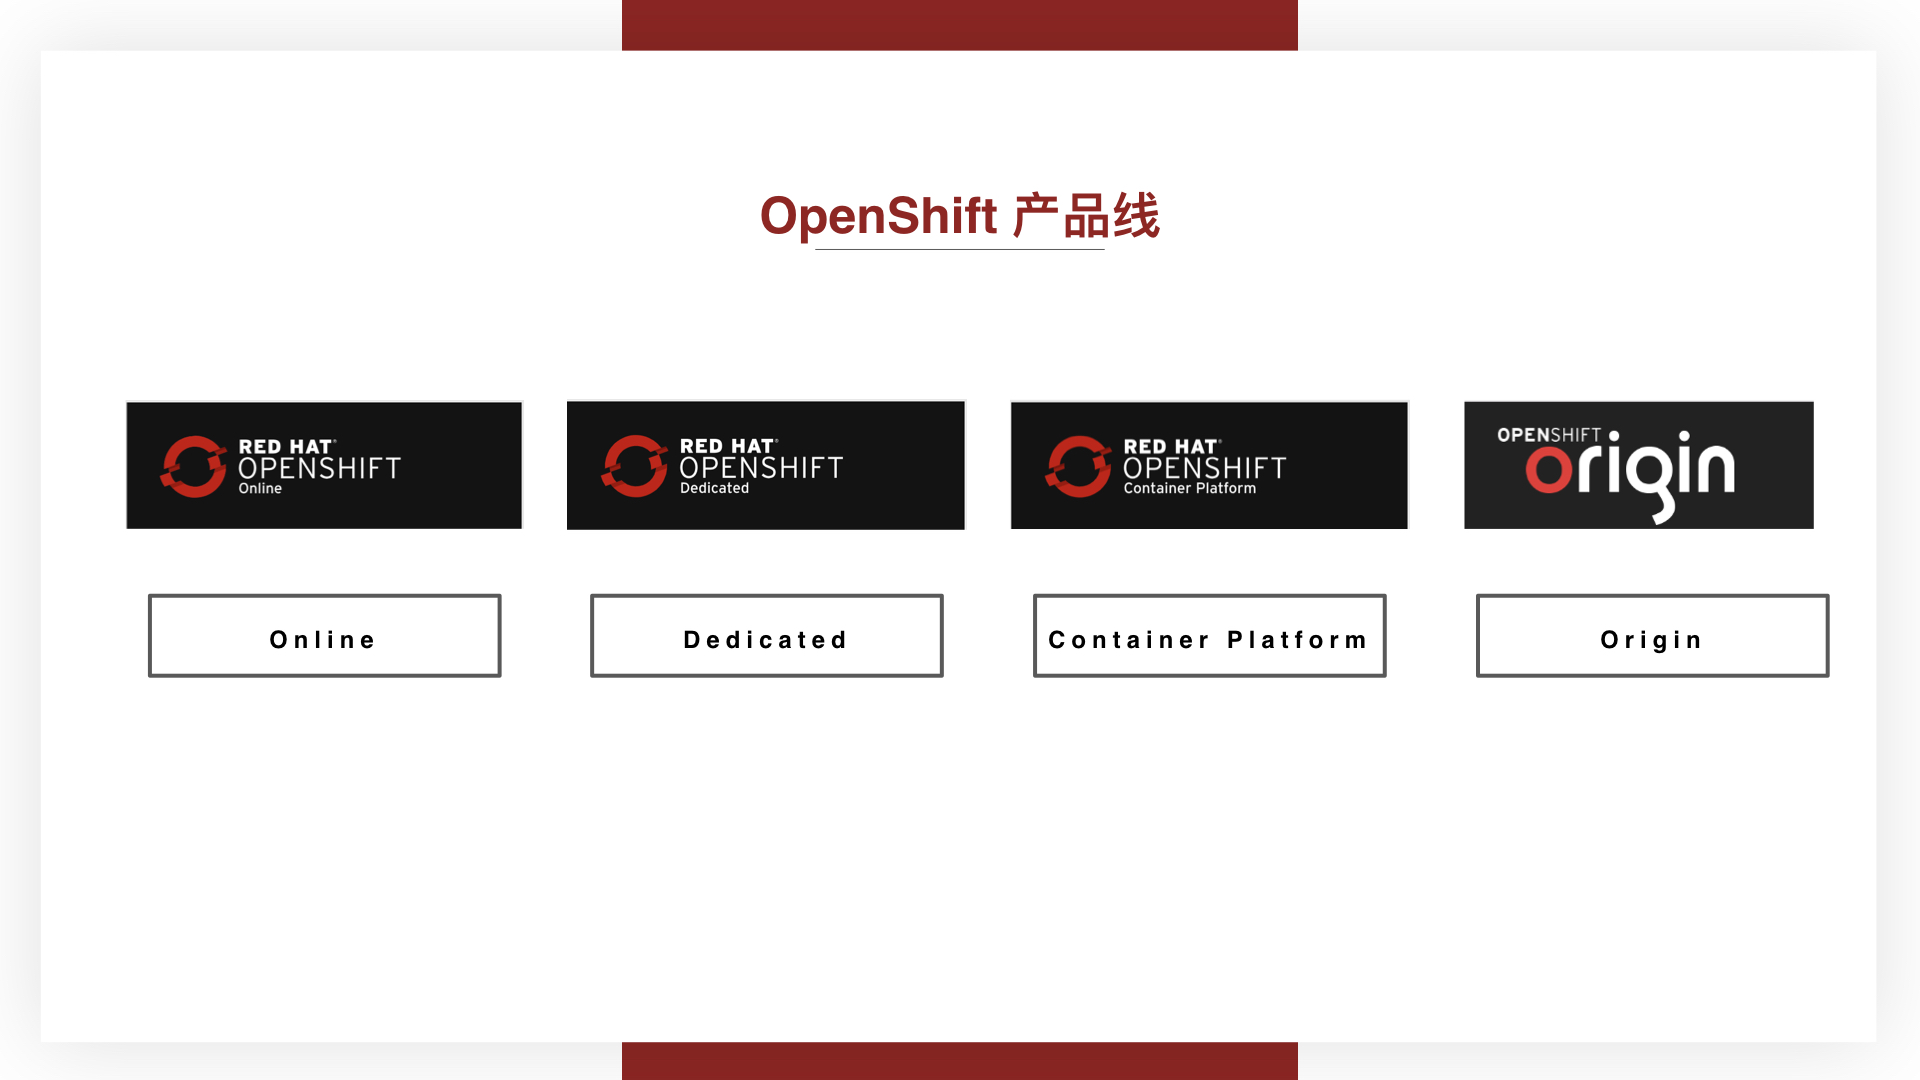 OpenShift 产品线
RED HAT®
OPENSHIFT
Online
RED HAT®
OPENSHIFT
Dedicated
RED HAT®
OPENSHIFT
Container Platform
OPENSHIFT
origin
Online
Dedicated
Container Platform
Origin